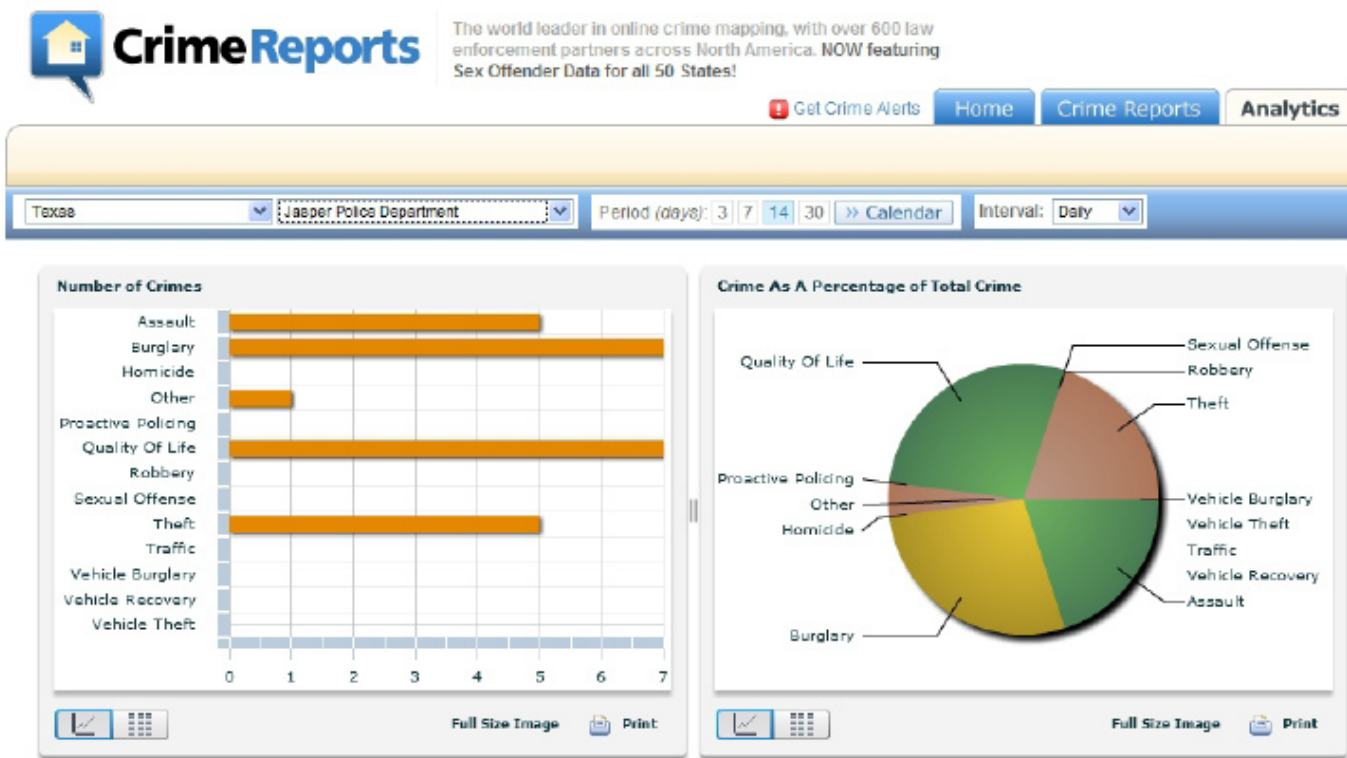 CrimeReports
The world leader in online crime mapping, with over 600 law
enforcement partners across North America. NOW featuring
Sex Offender Data for all 50 States!
Get Crime Alerts
Home
Crime Reports
Analytics
Texas
Jasper Police Department
Period (days): 3 7 14 30 >> Calendar
Interval: Daily
Number of Crimes
Assault
Burglary
Homicide
Other
Proactive Policing
Quality Of Life
Robbery
Sexual Offense
Theft
Traffic
Vehicle Burglary
Vehicle Recovery
Vehicle Theft
0 1 2 3 4 5 6 7
Full Size Image
Print
Crime As A Percentage of Total Crime
Quality Of Life
Proactive Policing
Other
Homicide
Burglary
Sexual Offense
Robbery
Theft
Vehicle Burglary
Vehicle Theft
Traffic
Vehicle Recovery
Assault
Full Size Image
Print